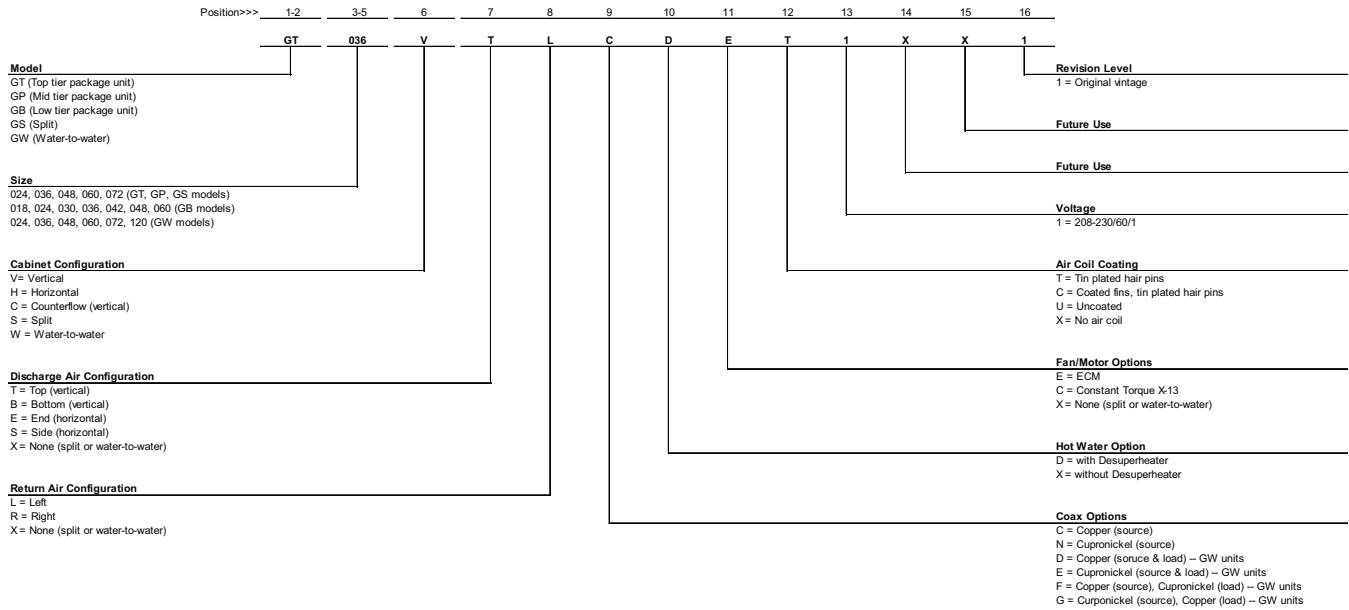 Position>>> 1-2 3-5 6 7 8 9 10 11 12 13 14 15 16
GT 036 V T L C D E T 1 X X 1
Model
GT (Top tier package unit)
GP (Mid tier package unit)
GB (Low tier package unit)
GS (Split)
GW (Water-to-water)
Size
024, 036, 048, 060, 072 (GT, GP, GS models)
018, 024, 030, 036, 042, 048, 060 (GB models)
024, 036, 048, 060, 072, 120 (GW models)
Cabinet Configuration
V= Vertical
H = Horizontal
C = Counterflow (vertical)
S = Split
W = Water-to-water
Discharge Air Configuration
T = Top (vertical)
B = Bottom (vertical)
E = End (horizontal)
S = Side (horizontal)
X = None (split or water-to-water)
Return Air Configuration
L = Left
R = Right
X = None (split or water-to-water)
Revision Level
1 = Original vintage
Future Use
Future Use
Voltage
1 = 208-230/60/1
Air Coil Coating
T = Tin plated hair pins
C = Coated fins, tin plated hair pins
U = Uncoated
X = No air coil
Fan/Motor Options
E = ECM
C = Constant Torque X-13
X = None (split or water-to-water)
Hot Water Option
D = with Desuperheater
X = without Desuperheater
Coax Options
C = Copper (source)
N = Cupronickel (source)
D = Copper (soruce & load) -- GW units
E = Cupronickel (source & load) -- GW units
F = Copper (source), Cupronickel (load) -- GW units
G = Curponickel (source), Copper (load) -- GW units